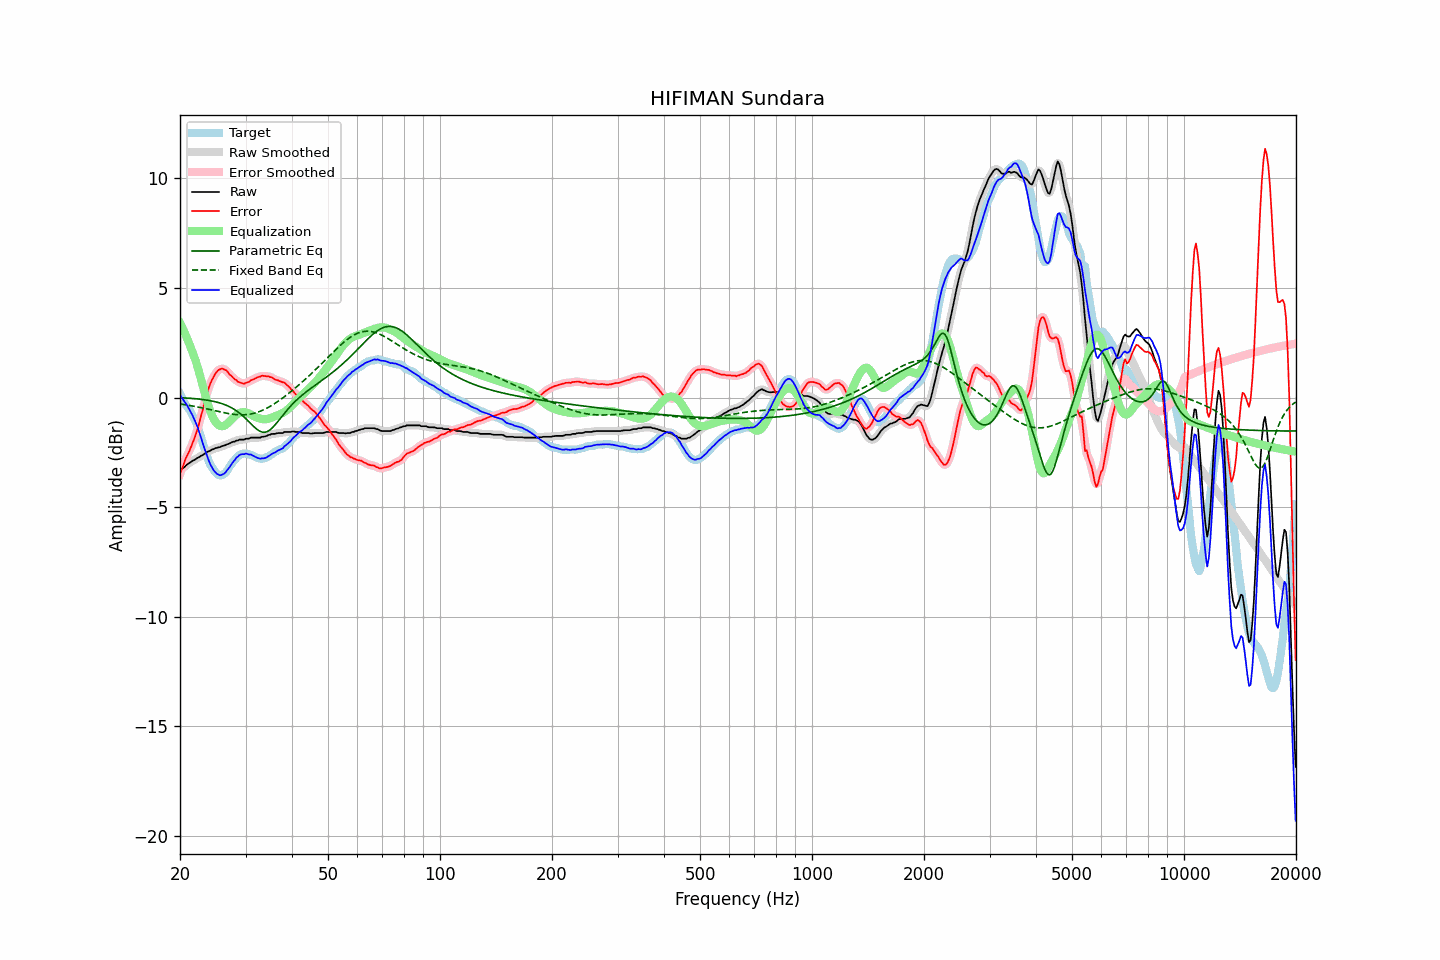 HIFIMAN Sundara
Target
Raw Smoothed
Error Smoothed
Raw
Error
Equalization
Parametric Eq
Fixed Band Eq
Equalized
10
5
0
−5
−10
−15
−20
Amplitude (dBr)
20 50 100 200 500 1000 2000 5000 10000 20000
Frequency (Hz)